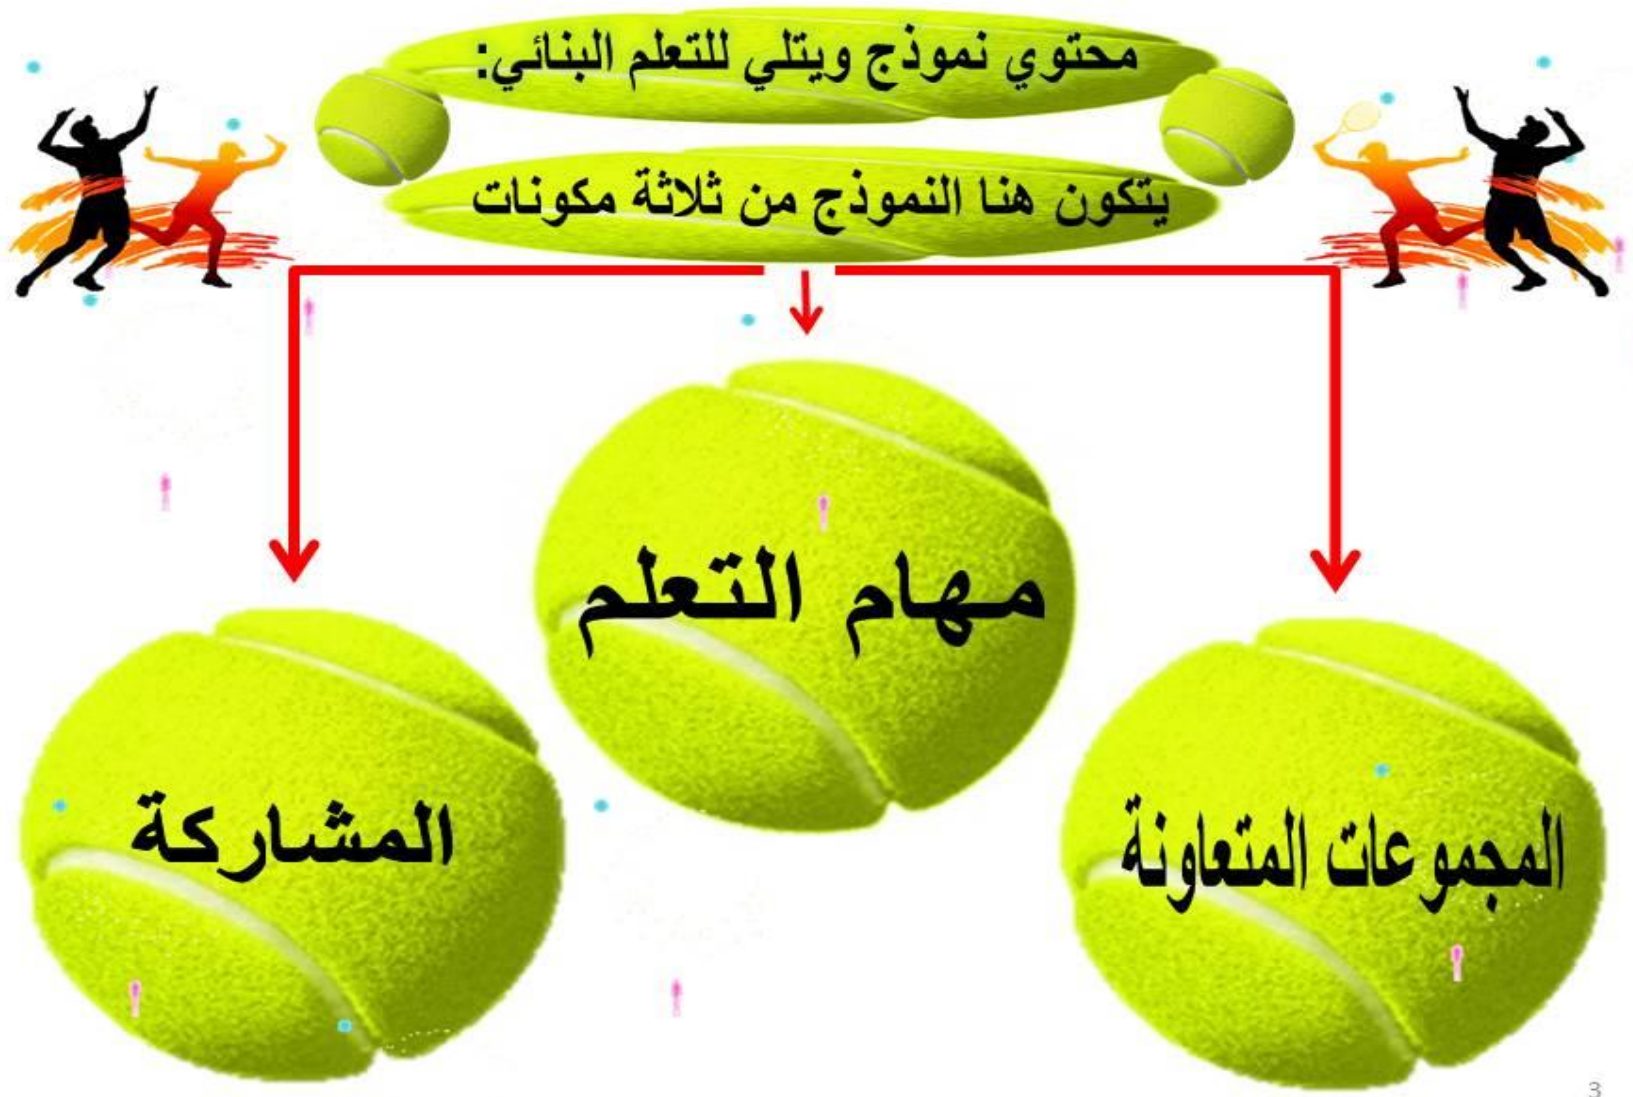 محتوي نموذج ويتلي للتعلم البنائي:
يتكون هنا النموذج من ثلاثة مكونات
مهام التعلم
المجموعات المتعاونة
المشاركة
3